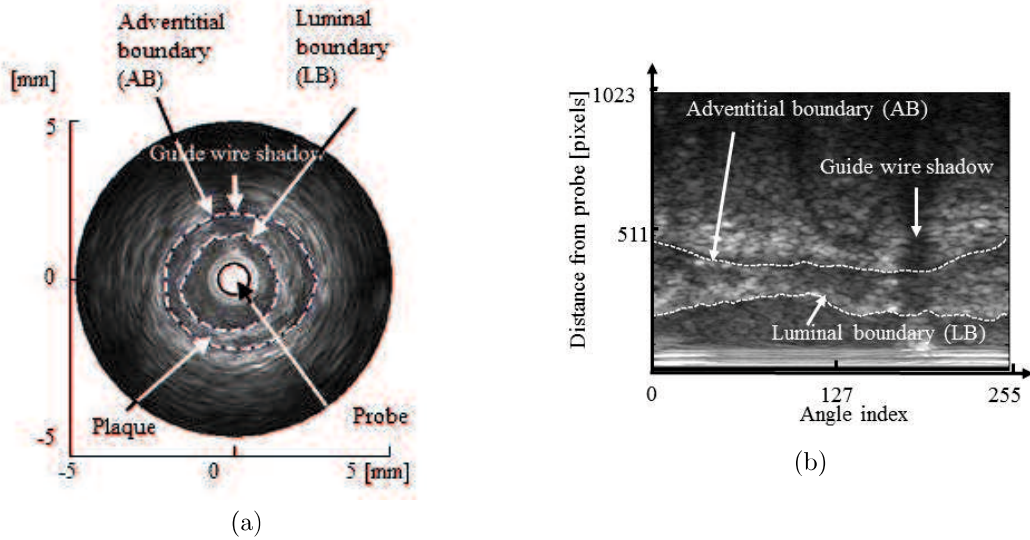 Adventitial
boundary
(AB)
Luminal
boundary
(LB)
[mm]
5
0
-5
Guide wire shadow
Plaque
Probe
-5
0
5 [mm]
(a)
Distance from probe [pixels]
1023
511
Adventitial boundary (AB)
Guide wire shadow
Luminal boundary (LB)
0
127
255
Angle index
(b)